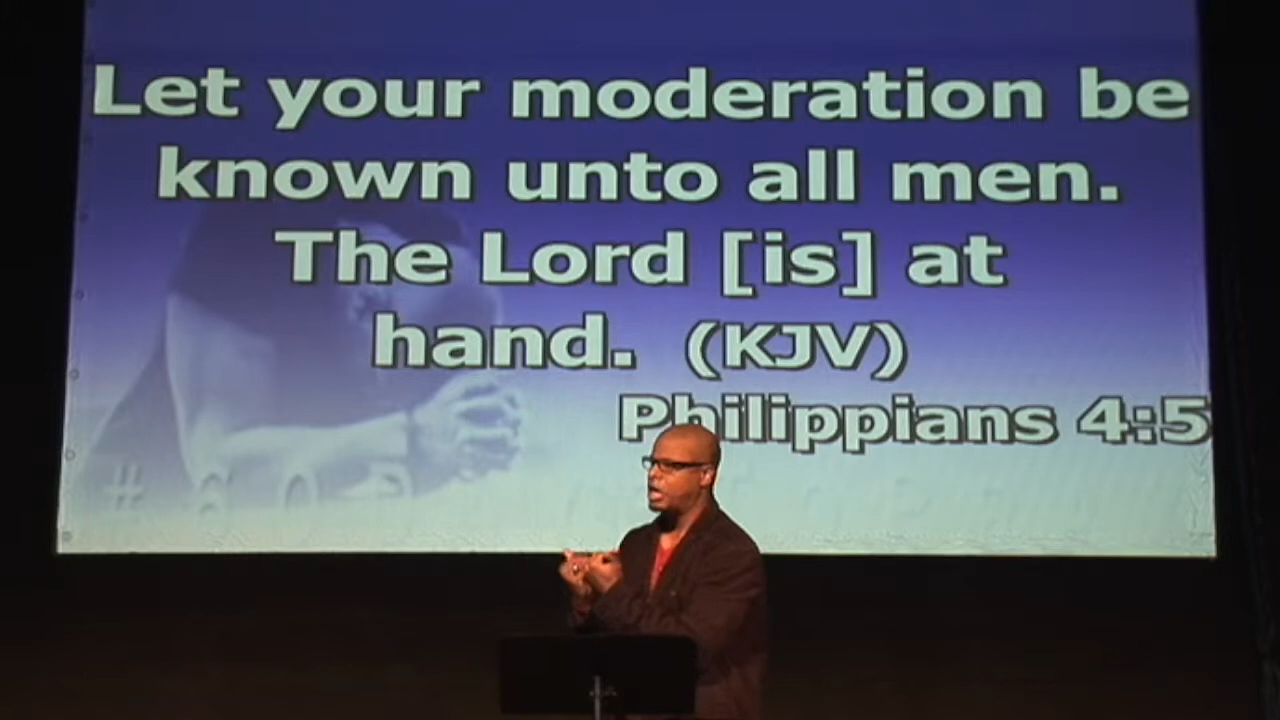 Let your moderation be
known unto all men.
The Lord [is] at
hand. (KJV)
Philippians 4:5